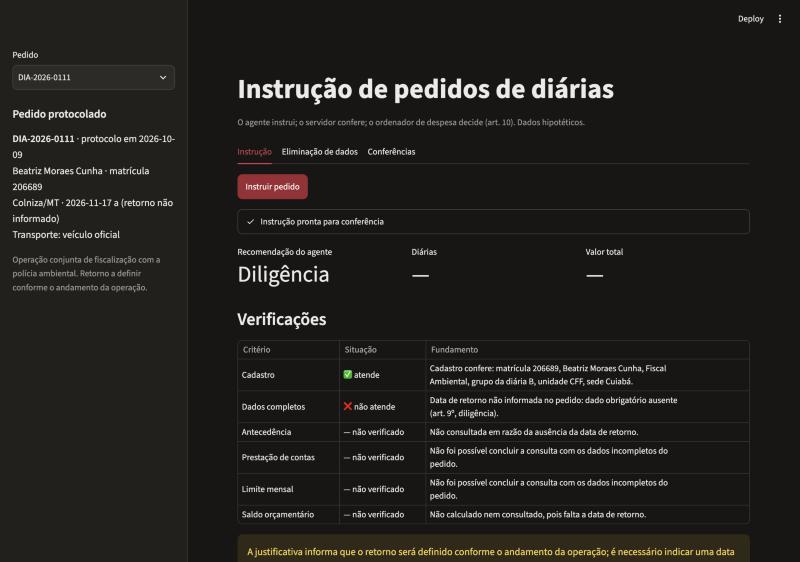 Deploy
Pedido
DIA-2026-0111
Pedido protocolado
DIA-2026-0111 · protocolo em 2026-10-
09
Beatriz Moraes Cunha · matrícula
206689
Colniza/MT · 2026-11-17 a (retorno não
informado)
Transporte: veículo oficial
Operação conjunta de fiscalização com a
polícia ambiental. Retorno a definir
conforme o andamento da operação.
Instrução de pedidos de diárias
O agente instrui; o servidor confere; o ordenador de despesa decide (art. 10). Dados hipotéticos.
Instrução Eliminação de dados Conferências
Instruir pedido
Instrução pronta para conferência
Recomendação do agente Diárias Valor total
Diligência — —
Verificações
Critério Situação Fundamento
Cadastro ✅ atende Cadastro confere: matrícula 206689, Beatriz Moraes Cunha, Fiscal
Ambiental, grupo da diária B, unidade CFF, sede Cuiabá.
Dados completos ❌ não atende Data de retorno não informada no pedido: dado obrigatório ausente
(art. 9º, diligência).
Antecedência — não verificado Não consultada em razão da ausência da data de retorno.
Prestação de contas — não verificado Não foi possível concluir a consulta com os dados incompletos do
pedido.
Limite mensal — não verificado Não foi possível concluir a consulta com os dados incompletos do
pedido.
Saldo orçamentário — não verificado Não calculado nem consultado, pois falta a data de retorno.
A justificativa informa que o retorno será definido conforme o andamento da operação; é necessário indicar uma data